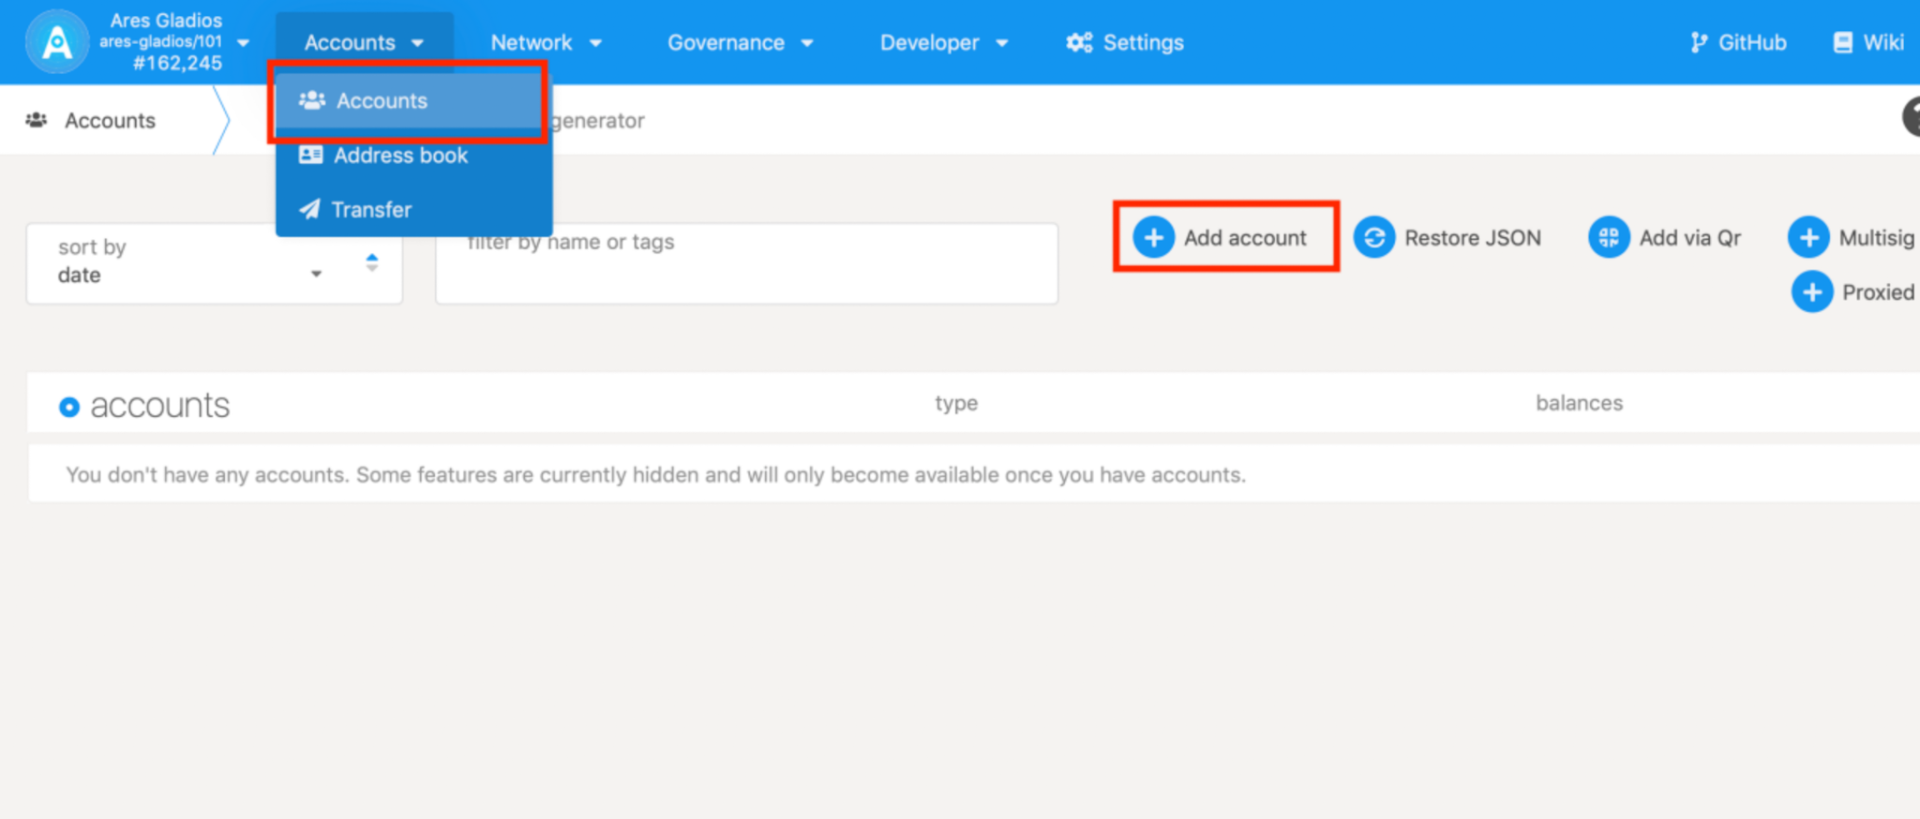 Ares Gladios
ares-gladios/101
#162,245
Accounts
Network
Governance
Developer
Settings
GitHub
Wiki
Accounts
generator
Accounts
Address book
Transfer
sort by
date
filter by name or tags
Add account
Restore JSON
Add via Qr
Multisig
Proxied
accounts
type
balances
You don't have any accounts. Some features are currently hidden and will only become available once you have accounts.